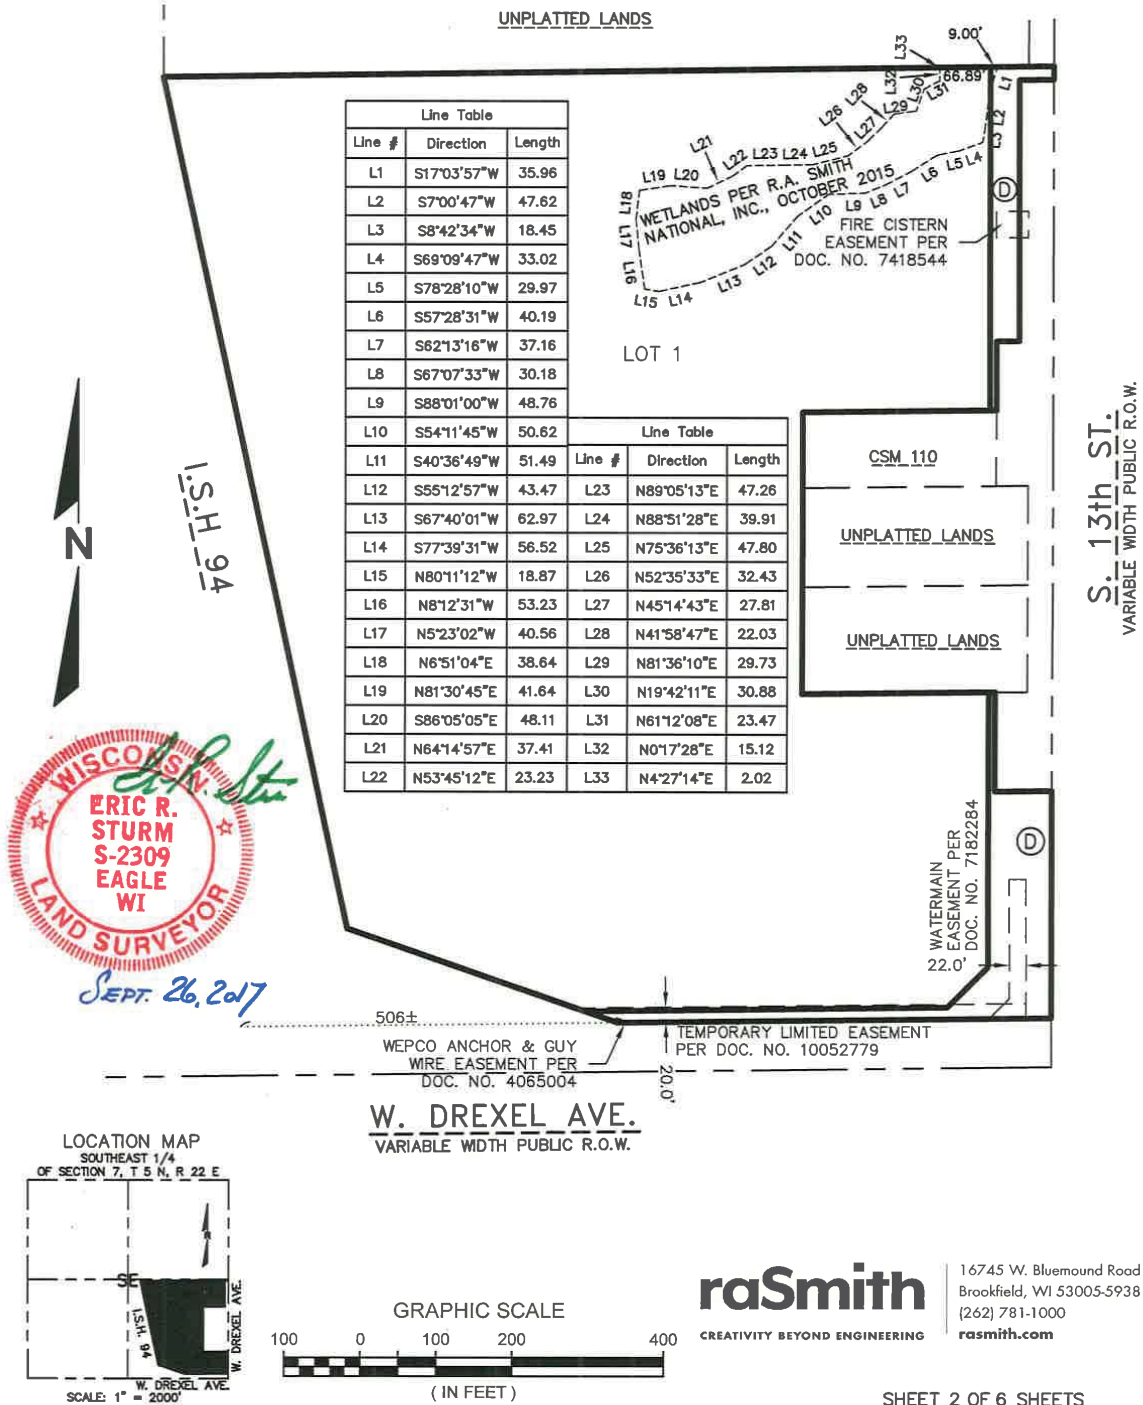 UNPLATTED LANDS
9.00'
L33
L32
66.89'
L1
L30
L31
L28
L29
L26
L27
L2
L3
L21
L22
L23
L24
L25
L6
L5
L4
L19
L20
L18
WETLANDS PER R.A. SMITH
NATIONAL, INC., OCTOBER 2015
L17
L16
L15
L14
L13
L12
L11
L10
L9
L8
L7
D
FIRE CISTERN
EASEMENT PER
DOC. NO. 7418544
LOT 1
Line Table
Line # Direction Length
L1 S17°03'57"W 35.96
L2 S7°00'47"W 47.62
L3 S8°42'34"W 18.45
L4 S69°09'47"W 33.02
L5 S78°28'10"W 29.97
L6 S57°28'31"W 40.19
L7 S62°13'16"W 37.16
L8 S67°07'33"W 30.18
L9 S88°01'00"W 48.76
L10 S54°11'45"W 50.62
L11 S40°36'49"W 51.49
L12 S55°12'57"W 43.47
L13 S67°40'01"W 62.97
L14 S77°39'31"W 56.52
L15 N80°11'12"W 18.87
L16 N8°12'31"W 53.23
L17 N5°23'02"W 40.56
L18 N6°51'04"E 38.64
L19 N81°30'45"E 41.64
L20 S86°05'05"E 48.11
L21 N64°14'57"E 37.41
L22 N53°45'12"E 23.23
Line Table
Line # Direction Length
L23 N89°05'13"E 47.26
L24 N88°51'28"E 39.91
L25 N75°36'13"E 47.80
L26 N52°35'33"E 32.43
L27 N45°14'43"E 27.81
L28 N41°58'47"E 22.03
L29 N81°36'10"E 29.73
L30 N19°42'11"E 30.88
L31 N61°12'08"E 23.47
L32 N0°17'28"E 15.12
L33 N4°27'14"E 2.02
CSM 110
UNPLATTED LANDS
UNPLATTED LANDS
S. 13th ST.
VARIABLE WIDTH PUBLIC R.O.W.
I.S.H 94
N
WISCONSIN
ERIC R.
STURM
S-2309
EAGLE
WI
LAND SURVEYOR
SEPT. 26, 2017
D
WATERMAIN
EASEMENT PER
DOC. NO. 7182284
22.0'
506±
WEPCO ANCHOR & GUY
WIRE EASEMENT PER
DOC. NO. 4065004
TEMPORARY LIMITED EASEMENT
PER DOC. NO. 10052779
20.0'
W. DREXEL AVE.
VARIABLE WIDTH PUBLIC R.O.W.
LOCATION MAP
SOUTHEAST 1/4
OF SECTION 7, T 5 N, R 22 E
SE
I.S.H. 94
W. DREXEL AVE.
W. DREXEL AVE.
SCALE: 1" = 2000'
GRAPHIC SCALE
100 0 100 200 400
( IN FEET )
raSmith
CREATIVITY BEYOND ENGINEERING
16745 W. Bluemound Road
Brookfield, WI 53005-5938
(262) 781-1000
rasmith.com
SHEET 2 OF 6 SHEETS